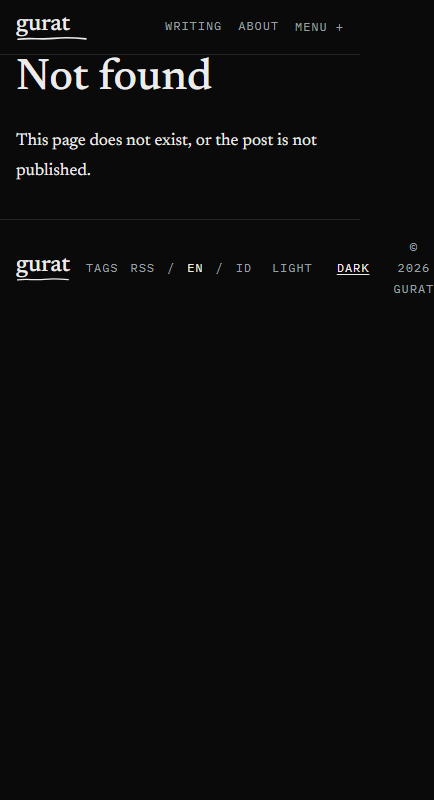 gurat
WRITING ABOUT MENU +
Not found
This page does not exist, or the post is not
published.
gurat
TAGS RSS / EN / ID LIGHT DARK
©
2026
GURAT